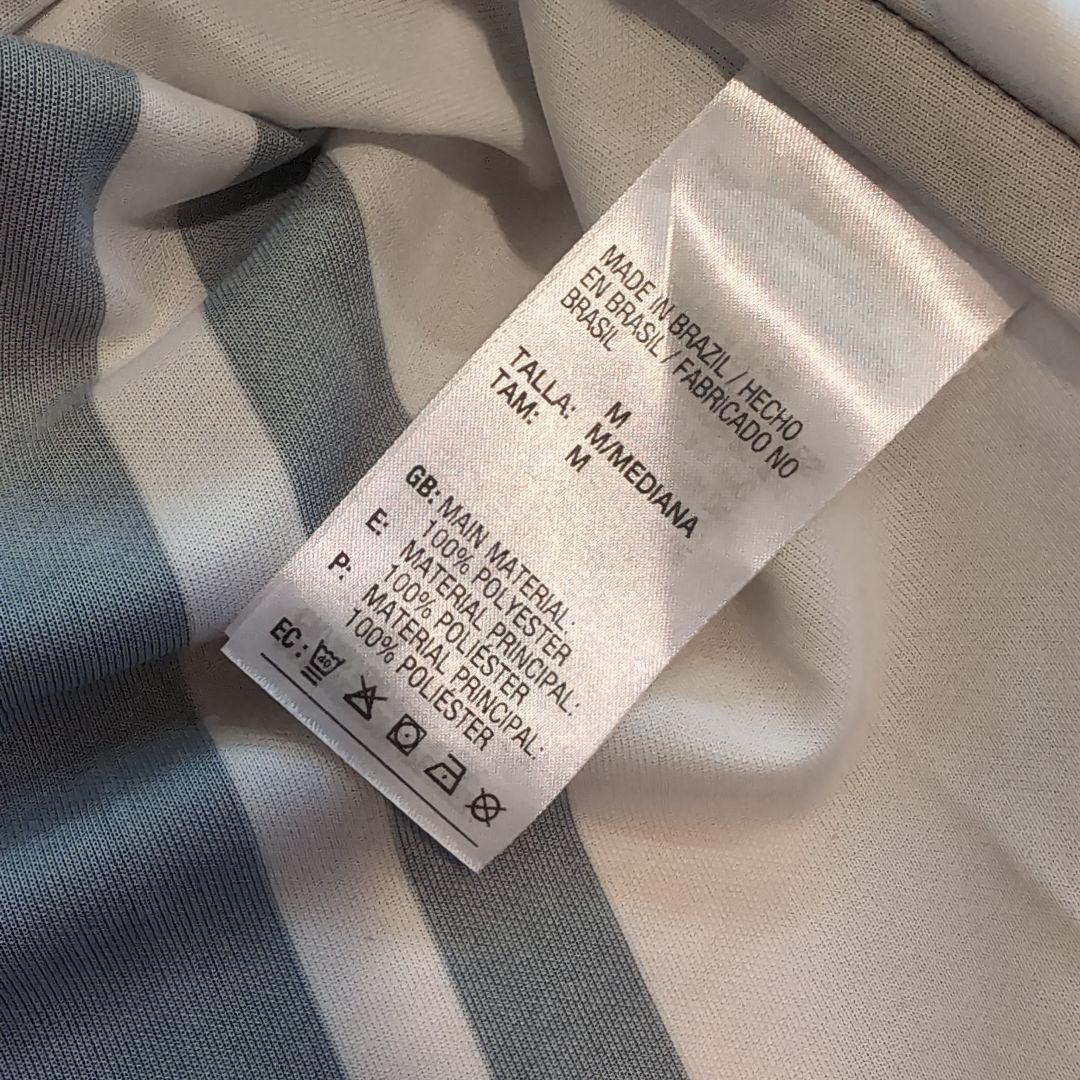 MADE IN BRAZIL / HECHO
EN BRASIL / FABRICADO NO
BRASIL
M
TALLA: M/MEDIANA
TAM: M
GB: MAIN MATERIAL:
100% POLYESTER
E: MATERIAL PRINCIPAL:
100% POLIÉSTER
P: MATERIAL PRINCIPAL:
100% POLIÉSTER
EC: 40